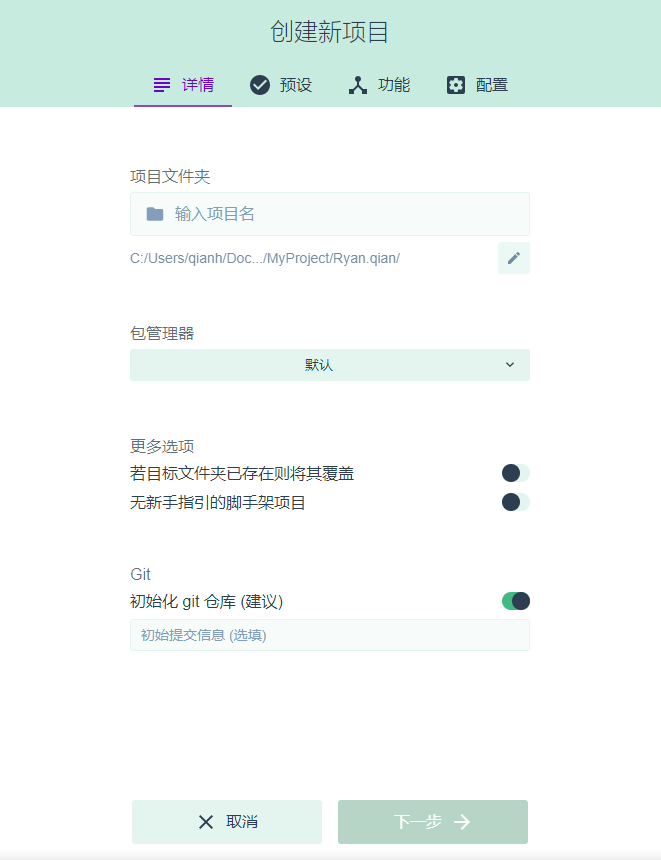 创建新项目
详情 预设 功能 配置
项目文件夹
输入项目名
C:/Users/qianh/Doc.../MyProject/Ryan.qian/
包管理器
默认
更多选项
若目标文件夹已存在则将其覆盖
无新手指引的脚手架项目
Git
初始化 git 仓库 (建议)
初始提交信息 (选填)
取消 下一步